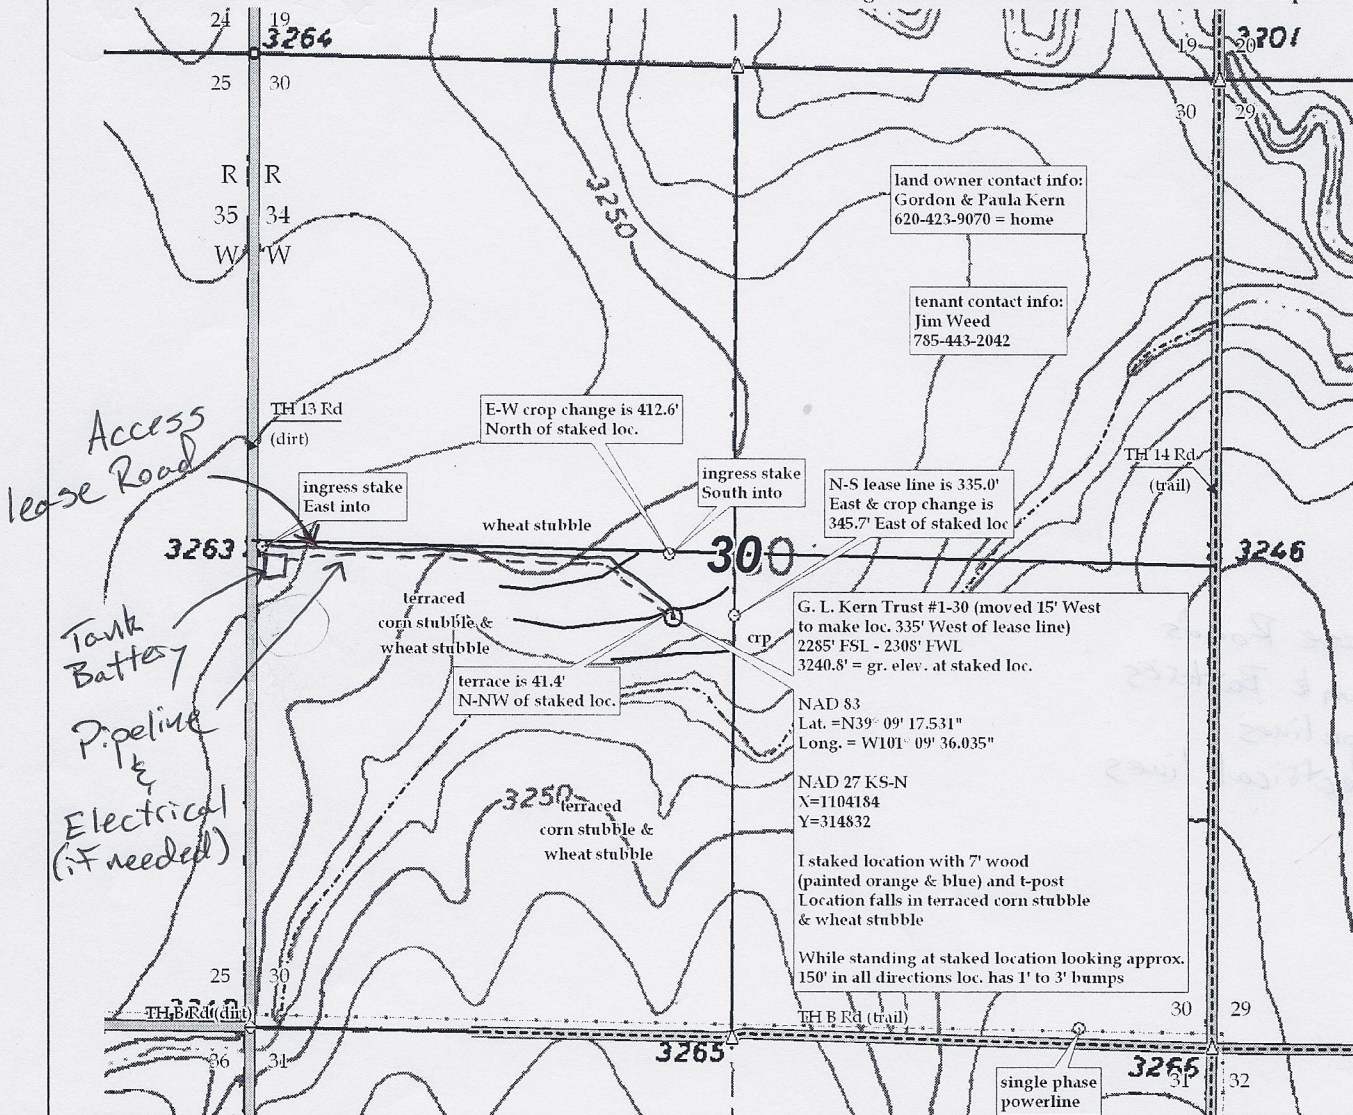 24 19
3264
3201
19 20
25 30
30 29
R R
35 34
W W
3250
land owner contact info:
Gordon & Paula Kern
620-423-9070 = home
tenant contact info:
Jim Weed
785-443-2042
Access
lease Road
TH 13 Rd
(dirt)
E-W crop change is 412.6'
North of staked loc.
ingress stake
South into
ingress stake
East into
N-S lease line is 335.0'
East & crop change is
345.7' East of staked loc
TH 14 Rd
(trail)
wheat stubble
3263
30
3246
Tank
Battery
terraced
corn stubble &
wheat stubble
crp
terrace is 41.4'
N-NW of staked loc.
G. L. Kern Trust #1-30 (moved 15' West
to make loc. 335' West of lease line)
2285' FSL - 2308' FWL
3240.8' = gr. elev. at staked loc.
NAD 83
Lat. =N39° 09' 17.531"
Long. = W101° 09' 36.035"
NAD 27 KS-N
X=1104184
Y=314832
I staked location with 7' wood
(painted orange & blue) and t-post
Location falls in terraced corn stubble
& wheat stubble
While standing at staked location looking approx.
150' in all directions loc. has 1' to 3' bumps
Pipeline
&
Electrical
(if needed)
3250
terraced
corn stubble &
wheat stubble
25 30
30 29
TH B Rd (dirt)
TH B Rd (trail)
3265
3266
36 31
31 32
single phase
powerline